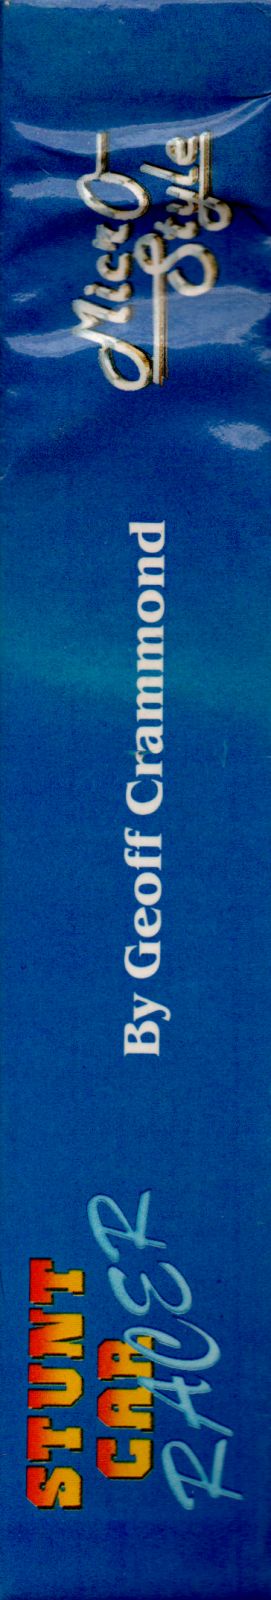 STUNT
CAR
RACER
By Geoff Crammond
Micro
Style